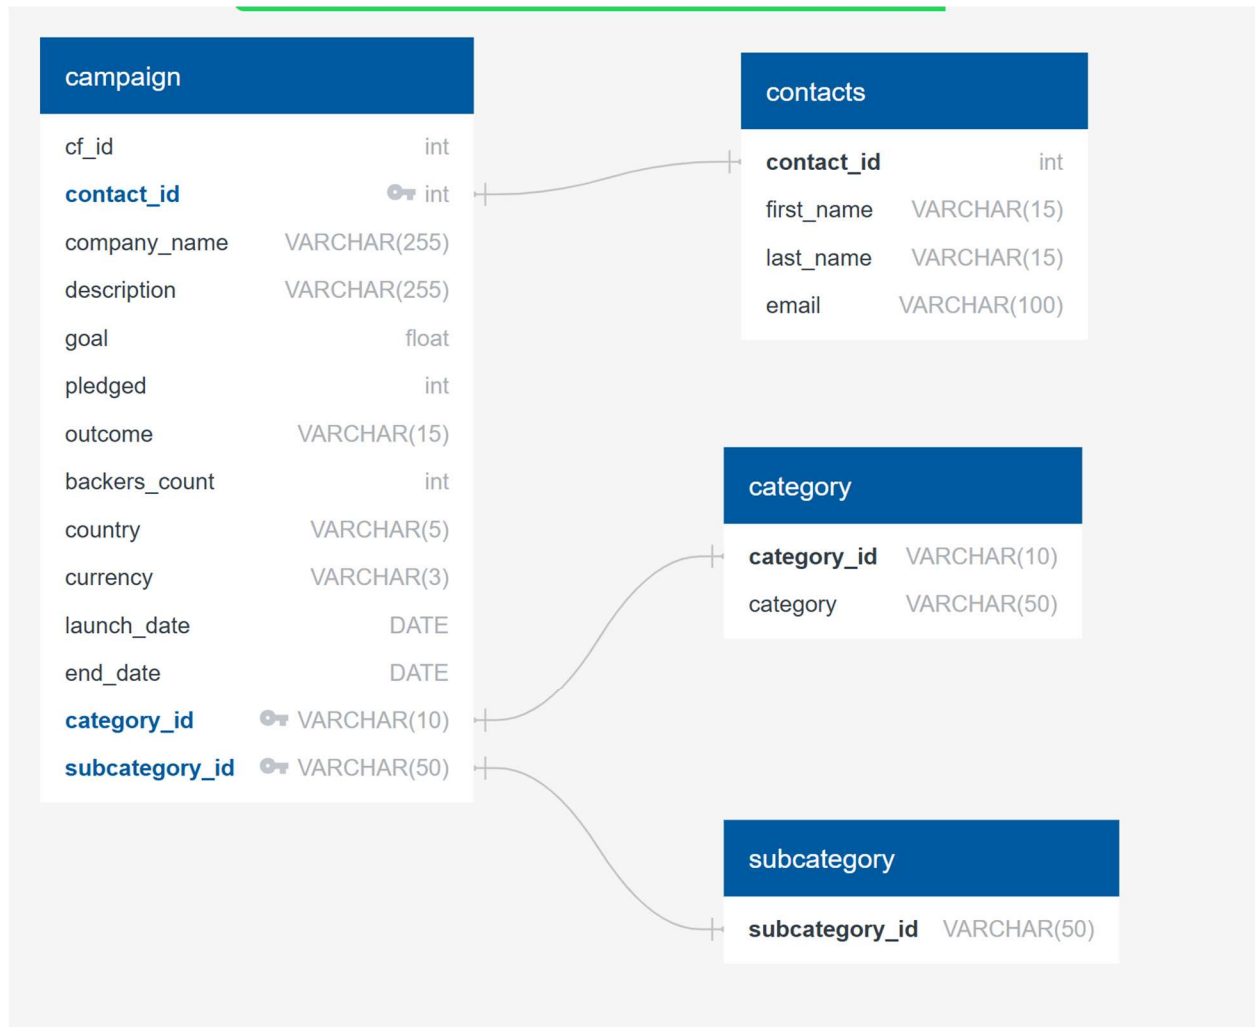 campaign
cf_id int
contact_id int
company_name VARCHAR(255)
description VARCHAR(255)
goal float
pledged int
outcome VARCHAR(15)
backers_count int
country VARCHAR(5)
currency VARCHAR(3)
launch_date DATE
end_date DATE
category_id VARCHAR(10)
subcategory_id VARCHAR(50)
contacts
contact_id int
first_name VARCHAR(15)
last_name VARCHAR(15)
email VARCHAR(100)
category
category_id VARCHAR(10)
category VARCHAR(50)
subcategory
subcategory_id VARCHAR(50)